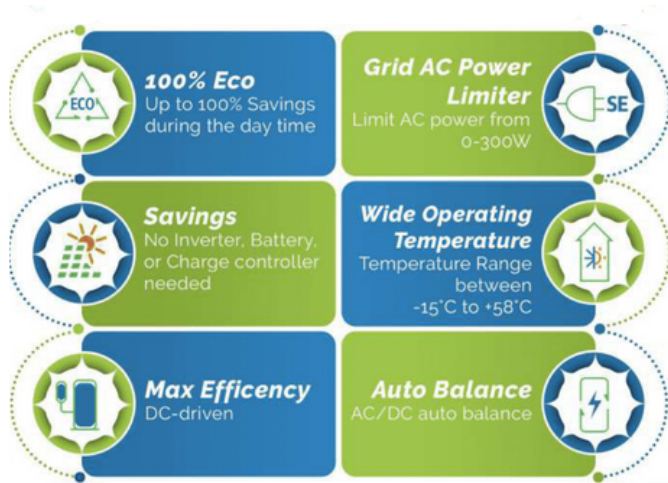 ECO
100% Eco
Up to 100% Savings
during the day time
Grid AC Power
Limiter
Limit AC power from
0-300W
SE
Savings
No Inverter, Battery,
or Charge controller
needed
Wide Operating
Temperature
Temperature Range
between
-15°C to +58°C
Max Efficency
DC-driven
Auto Balance
AC/DC auto balance